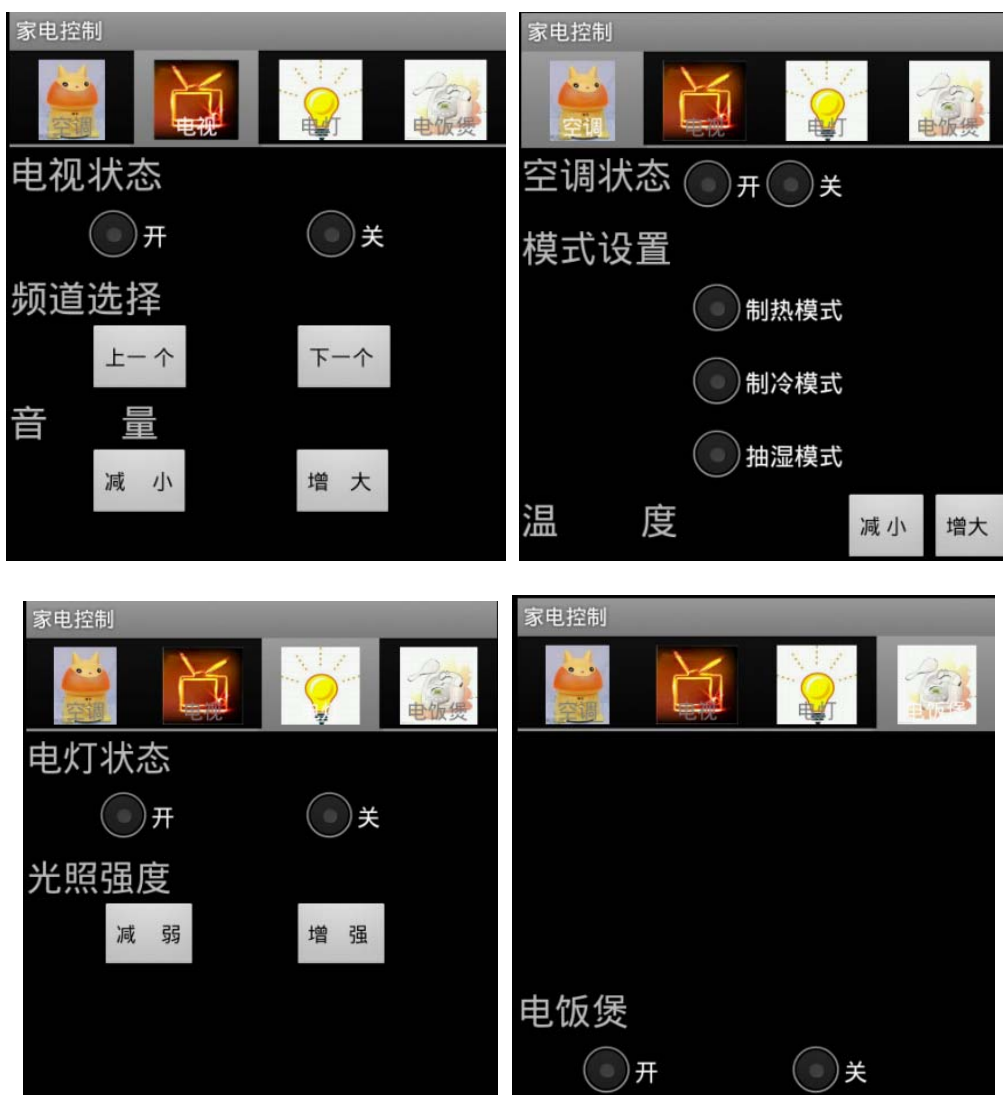 家电控制
空调 电视 电灯 电饭煲
电视状态
开 关
频道选择
上一个 下一个
音 量
减 小 增 大
家电控制
空调 电视 电灯 电饭煲
空调状态 开 关
模式设置
制热模式
制冷模式
抽湿模式
温 度 减 小 增大
家电控制
空调 电视 电灯 电饭煲
电灯状态
开 关
光照强度
减 弱 增 强
家电控制
空调 电视 电灯 电饭煲
电饭煲
开 关